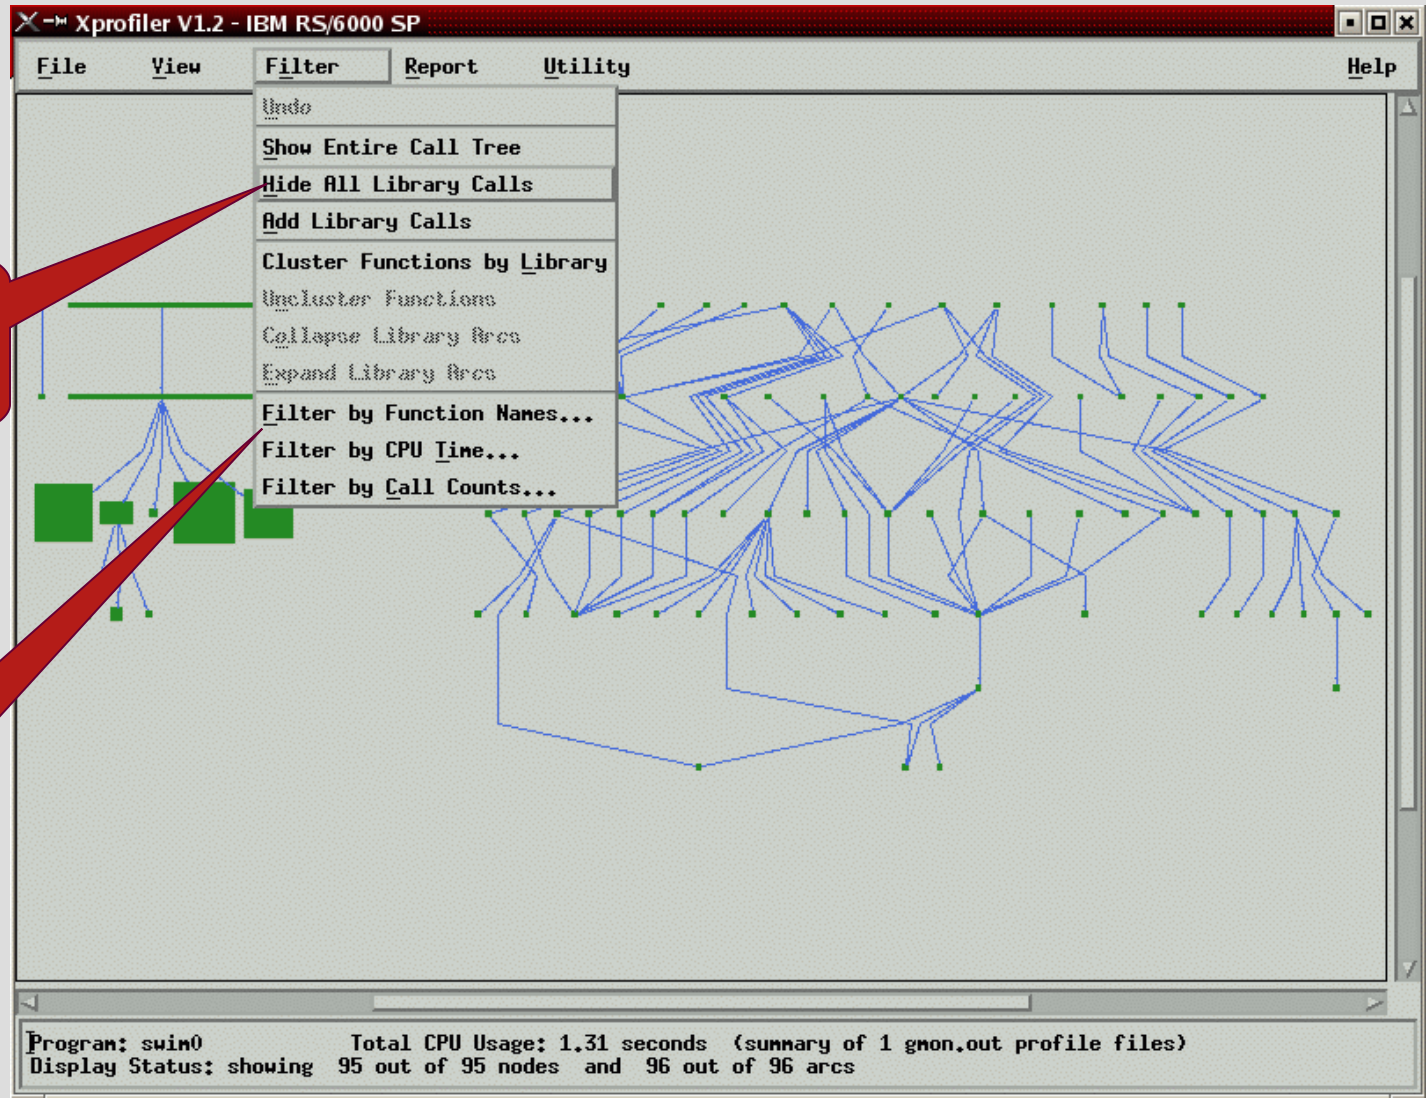 Xprofiler V1.2 - IBM RS/6000 SP
File View Filter Report Utility Help
Undo
Show Entire Call Tree
Hide All Library Calls
Add Library Calls
Cluster Functions by Library
Uncluster Functions
Collapse Library Arcs
Expand Library Arcs
Filter by Function Names...
Filter by CPU Time...
Filter by Call Counts...
Program: swim0 Total CPU Usage: 1.31 seconds (summary of 1 gmon.out profile files)
Display Status: showing 95 out of 95 nodes and 96 out of 96 arcs